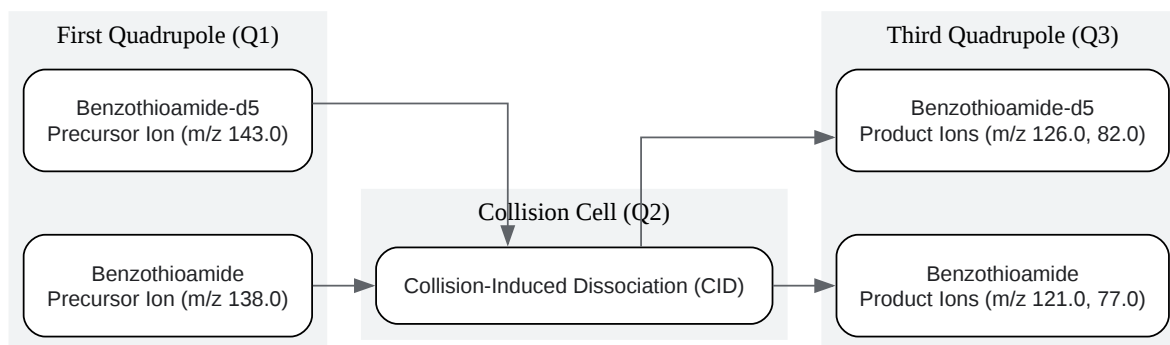 First Quadrupole (Q1)
Benzothioamide-d5
Precursor Ion (m/z 143.0)
Benzothioamide
Precursor Ion (m/z 138.0)
Collision Cell (Q2)
Collision-Induced Dissociation (CID)
Third Quadrupole (Q3)
Benzothioamide-d5
Product Ions (m/z 126.0, 82.0)
Benzothioamide
Product Ions (m/z 121.0, 77.0)